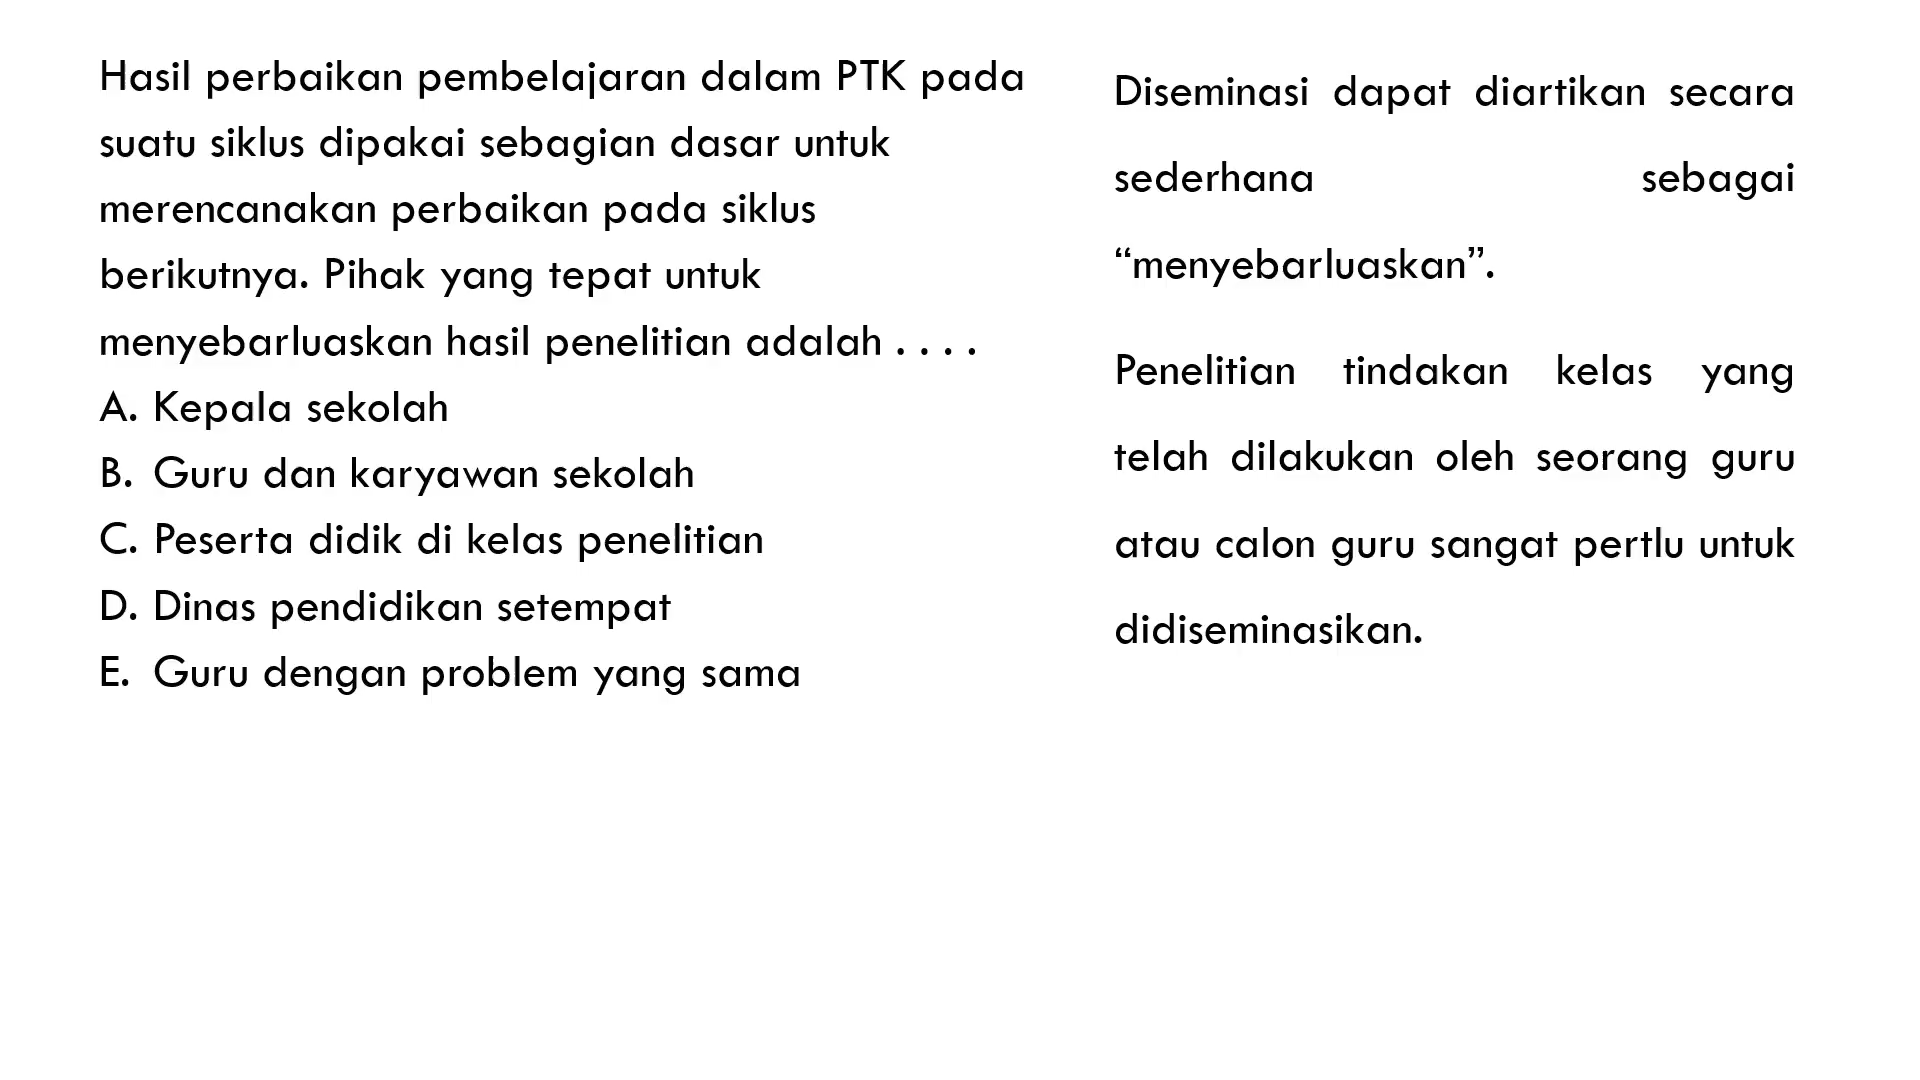 Hasil perbaikan pembelajaran dalam PTK pada
suatu siklus dipakai sebagian dasar untuk
merencanakan perbaikan pada siklus
berikutnya. Pihak yang tepat untuk
menyebarluaskan hasil penelitian adalah . . . .
A. Kepala sekolah
B. Guru dan karyawan sekolah
C. Peserta didik di kelas penelitian
D. Dinas pendidikan setempat
E. Guru dengan problem yang sama
Diseminasi dapat diartikan secara
sederhana sebagai
“menyebarluaskan”.
Penelitian tindakan kelas yang
telah dilakukan oleh seorang guru
atau calon guru sangat pertlu untuk
didiseminasikan.